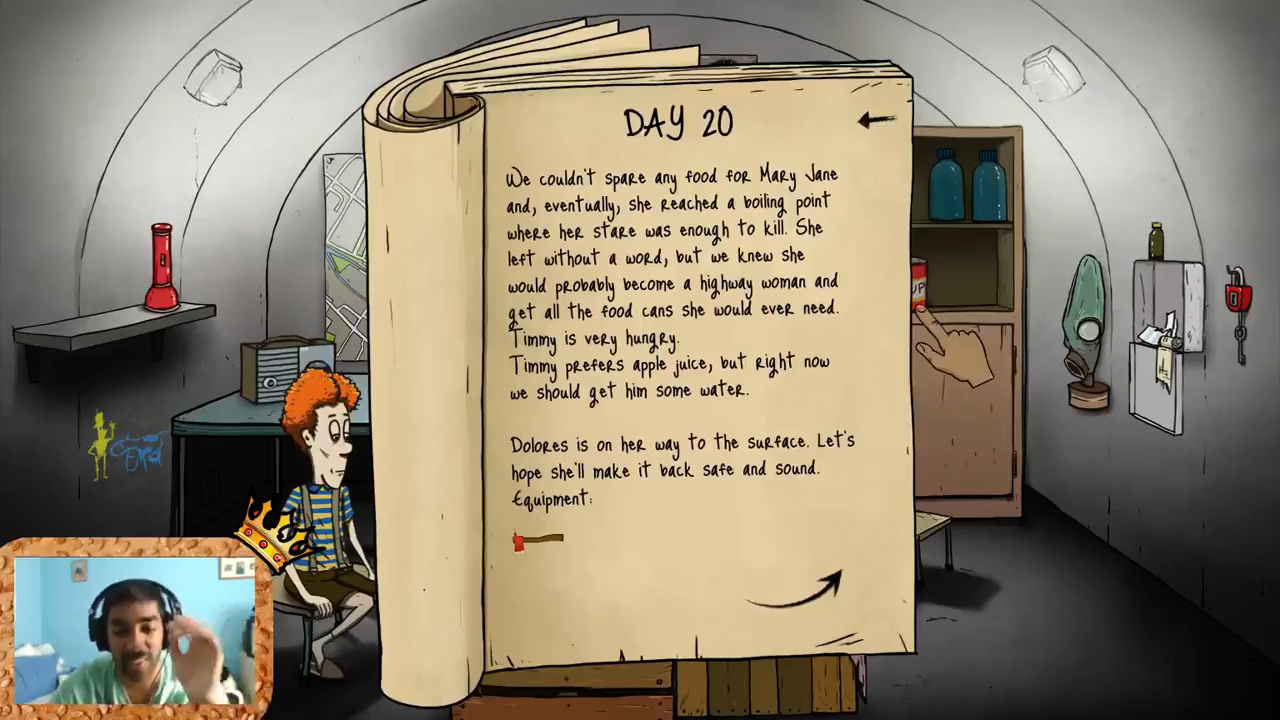 DAY 20
We couldn't spare any food for Mary Jane
and, eventually, she reached a boiling point
where her stare was enough to kill. She
left without a word, but we knew she
would probably become a highway woman and
get all the food cans she would ever need.
Timmy is very hungry.
Timmy prefers apple juice, but right now
we should get him some water.
Dolores is on her way to the surface. Let's
hope she'll make it back safe and sound.
Equipment: